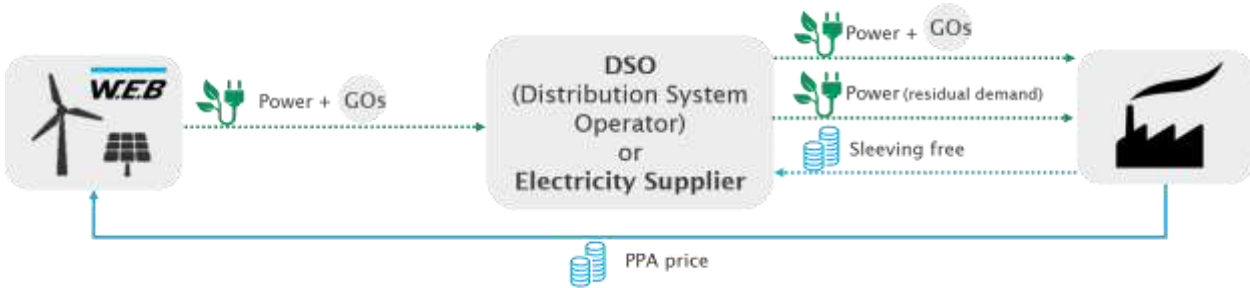 W.E.B
Power + GOs
DSO
(Distribution System
Operator)
or
Electricity Supplier
Power + GOs
Power (residual demand)
Sleeving free
PPA price